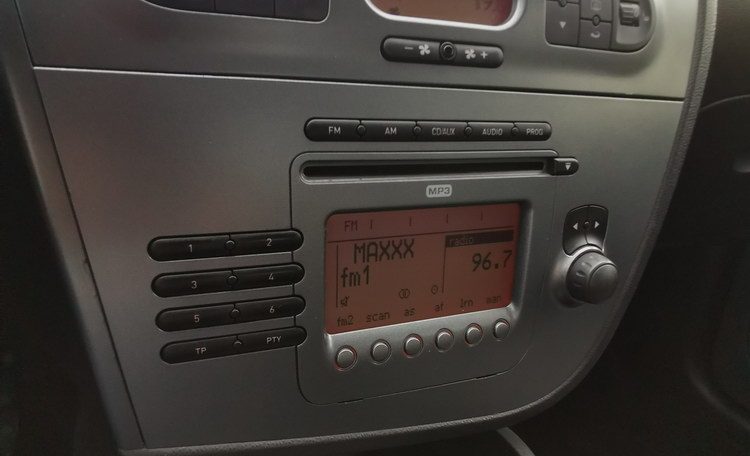 − +
FM AM CD/AUX AUDIO PROG
MP3
FM
MAXXX radio
fm1 96.7
fm2 scan as af lrn man
1 2
3 4
5 6
TP PTY